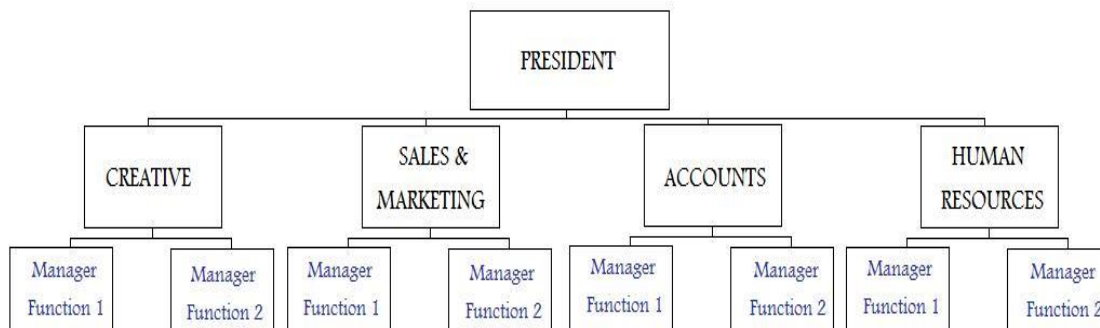 PRESIDENT
CREATIVE
SALES &
MARKETING
ACCOUNTS
HUMAN
RESOURCES
Manager
Function 1
Manager
Function 2
Manager
Function 1
Manager
Function 2
Manager
Function 1
Manager
Function 2
Manager
Function 1
Manager
Function 2